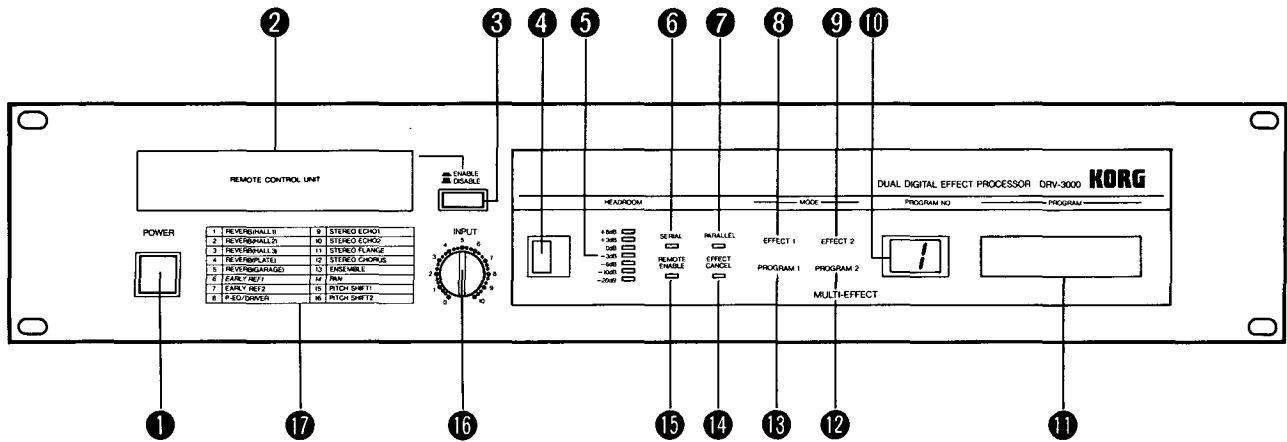 2 3 4 5 6 7 8 9 10
REMOTE CONTROL UNIT
ENABLE
DISABLE
DUAL DIGITAL EFFECT PROCESSOR DRV-3000 KORG
HEADROOM MODE PROGRAM NO PROGRAM
POWER
1 REVERB(HALL1) 9 STEREO ECHO1
2 REVERB(HALL2) 10 STEREO ECHO2
3 REVERB(HALL3) 11 STEREO FLANGE
4 REVERB(PLATE) 12 STEREO CHORUS
5 REVERB(GARAGE) 13 ENSEMBLE
6 EARLY REF1 14 PAN
7 EARLY REF2 15 PITCH SHIFT1
8 P-EQ/DRIVER 16 PITCH SHIFT2
INPUT
0 1 2 3 4 5 6 7 8 9 10
+6dB
+3dB
0dB
-3dB
-6dB
-10dB
-20dB
SERIAL PARALLEL
REMOTE ENABLE
EFFECT CANCEL
EFFECT 1 EFFECT 2
PROGRAM 1 PROGRAM 2
1
MULTI-EFFECT
1 17 16 15 14 13 12 11